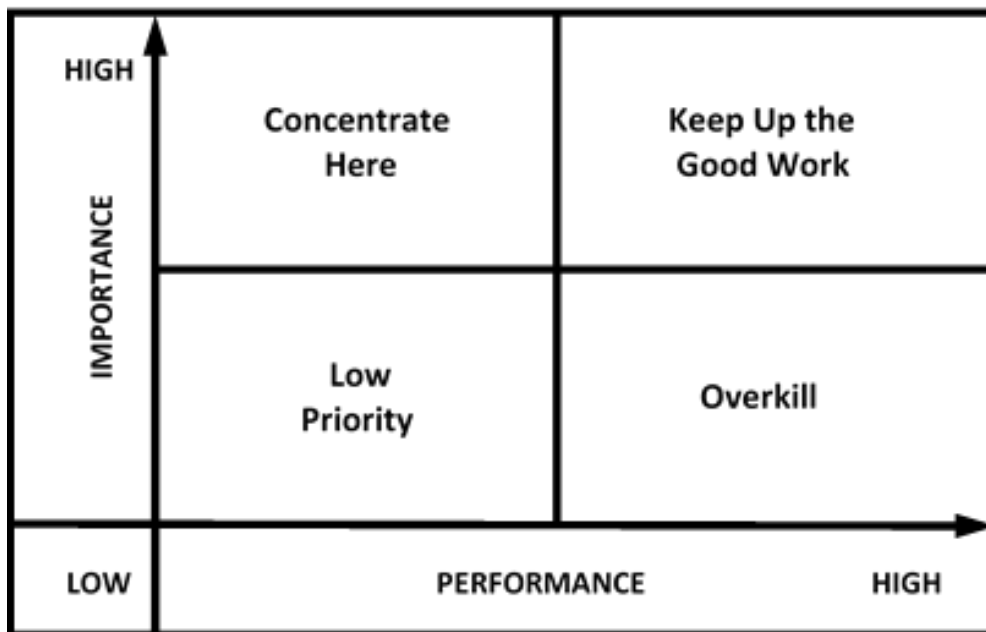 HIGH
Concentrate
Here
Keep Up the
Good Work
IMPORTANCE
Low
Priority
Overkill
LOW
PERFORMANCE
HIGH